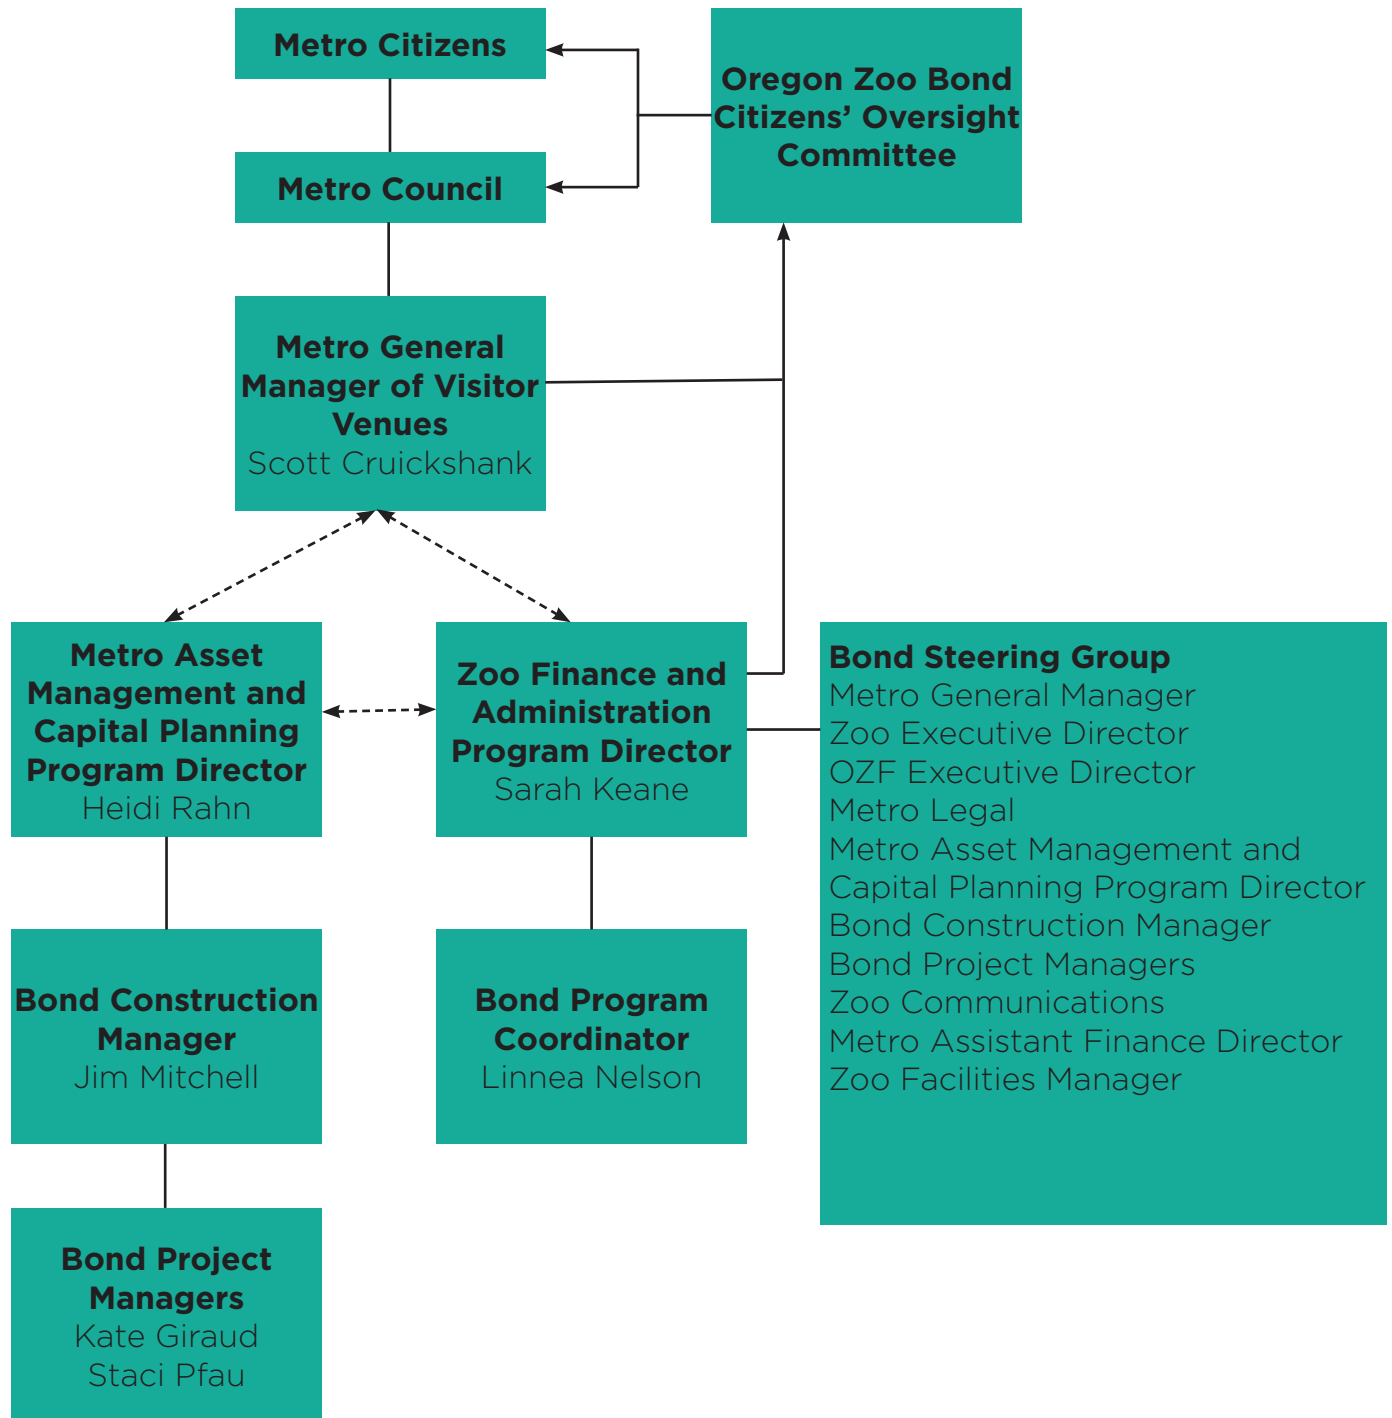 Metro Citizens
Oregon Zoo Bond
Citizens’ Oversight
Committee
Metro Council
Metro General
Manager of Visitor
Venues
Scott Cruickshank
Metro Asset
Management and
Capital Planning
Program Director
Heidi Rahn
Zoo Finance and
Administration
Program Director
Sarah Keane
Bond Steering Group
Metro General Manager
Zoo Executive Director
OZF Executive Director
Metro Legal
Metro Asset Management and
Capital Planning Program Director
Bond Construction Manager
Bond Project Managers
Zoo Communications
Metro Assistant Finance Director
Zoo Facilities Manager
Bond Construction
Manager
Jim Mitchell
Bond Program
Coordinator
Linnea Nelson
Bond Project
Managers
Kate Giraud
Staci Pfau